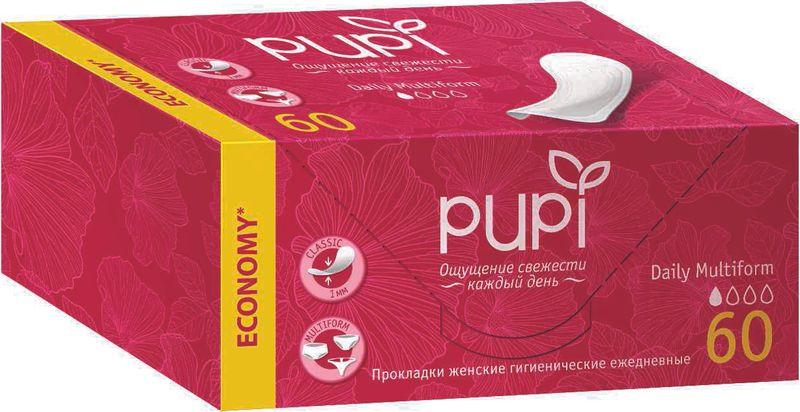 pupi
Ощущение свежести
каждый день
Daily Multiform
60
ECONOMY*
ECONOMY*
pupi
Ощущение свежести
каждый день
CLASSIC
1 мм
MULTIFORM
Daily Multiform
60
Прокладки женские гигиенические ежедневные